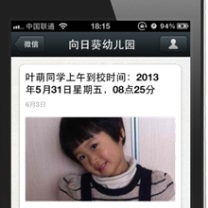 中国联通 18:15 94%
微信 向日葵幼儿园
叶萌同学上午到校时间：2013
年5月31日星期五，08点25分
6月3日